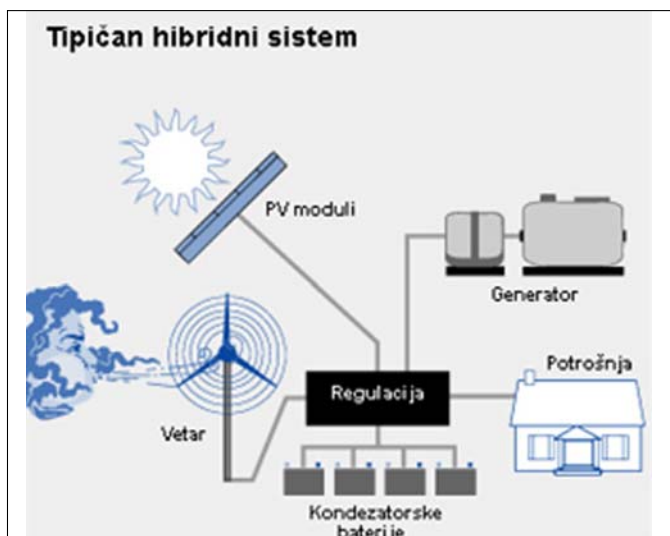 Tipičan hibridni sistem
PV moduli
Generator
Potrošnja
Regulacija
Vetar
Kondezatorske
baterije